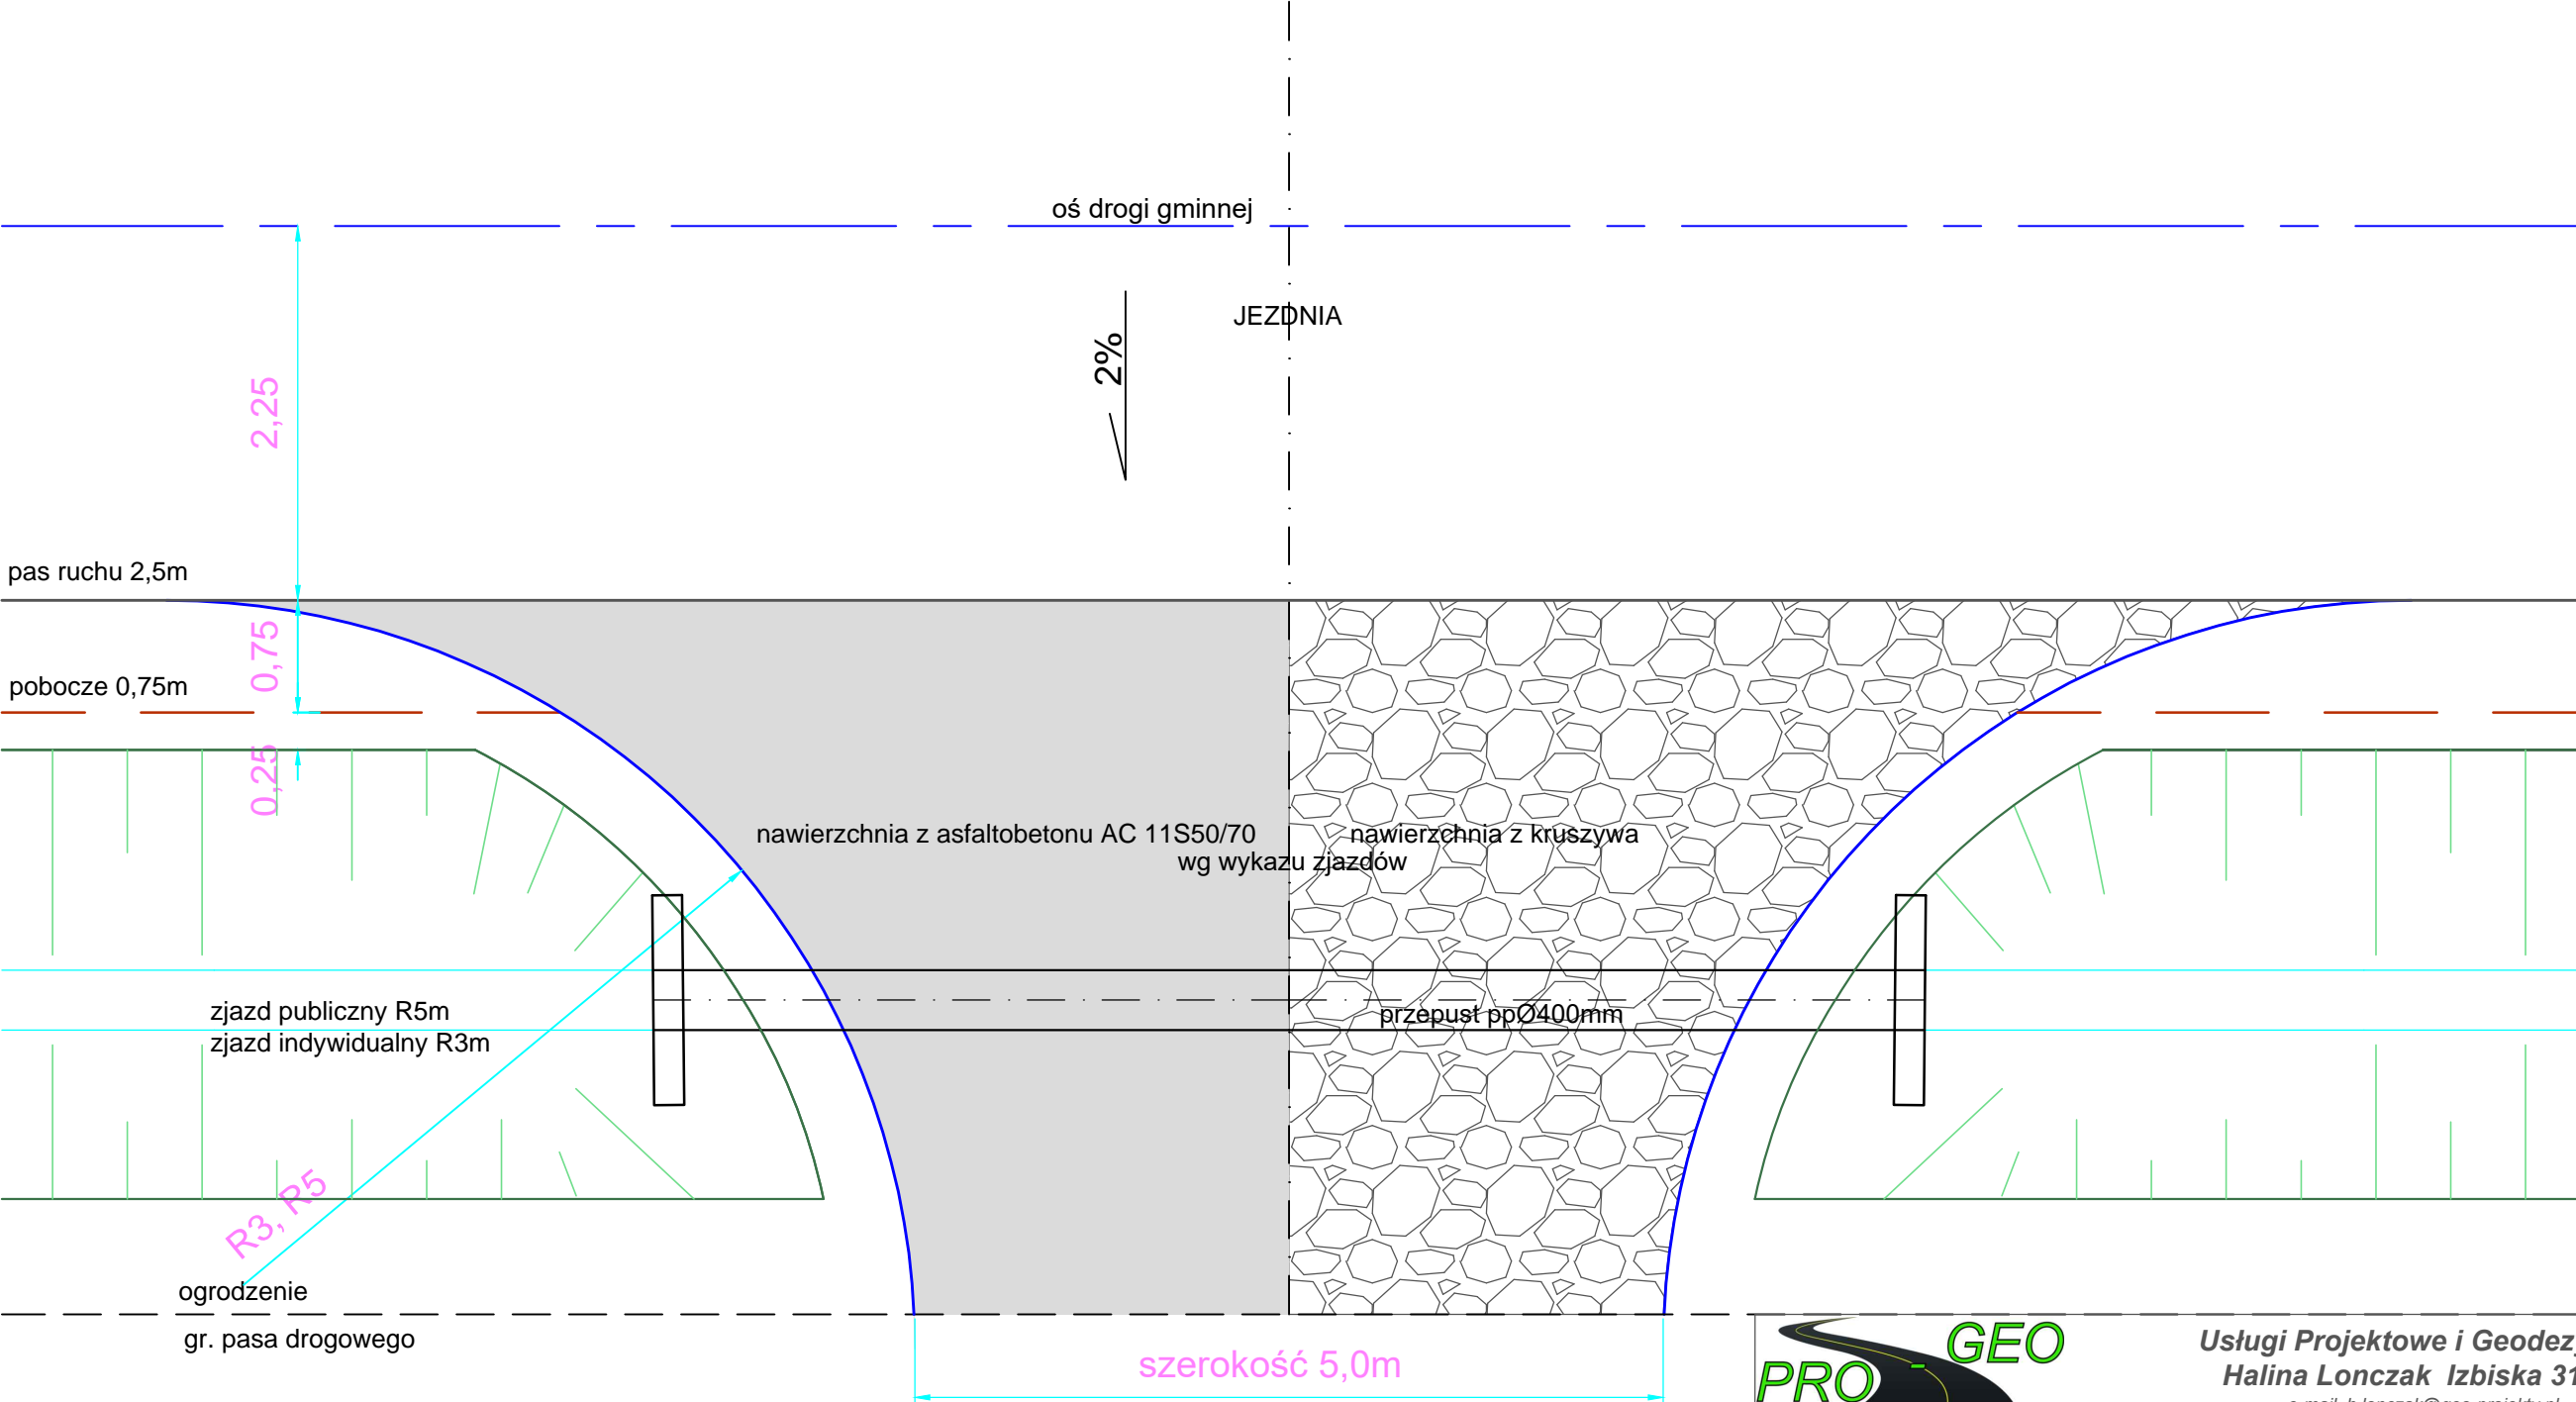 oś drogi gminnej
JEZDNIA
2%
2,25
pas ruchu 2,5m
0,75
pobocze 0,75m
0,25
nawierzchnia z asfaltobetonu AC 11S50/70
nawierzchnia z kruszywa
wg wykazu zjazdów
zjazd publiczny R5m
zjazd indywidualny R3m
przepust ppØ400mm
R3, R5
ogrodzenie
gr. pasa drogowego
szerokość 5,0m
PRO - GEO
Usługi Projektowe i Geodez
Halina Lonczak Izbiska 31